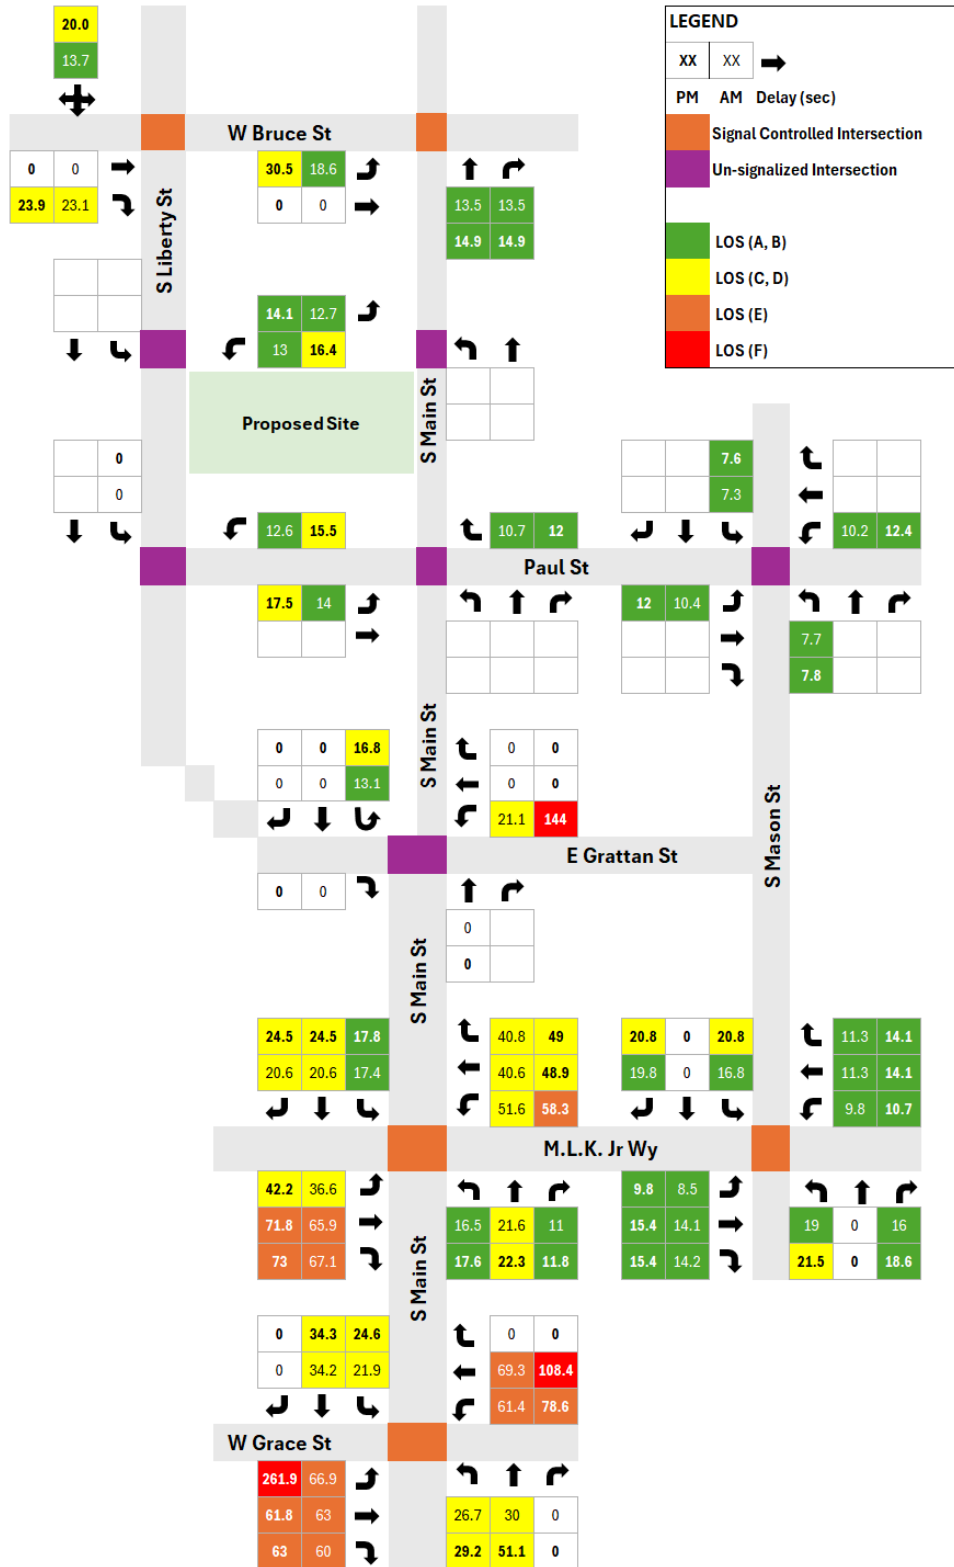 20.0
13.7
LEGEND
XX XX
PM AM Delay (sec)
Signal Controlled Intersection
Un-signalized Intersection
LOS (A, B)
LOS (C, D)
LOS (E)
LOS (F)
W Bruce St
0 0
23.9 23.1
30.5 18.6
0 0
13.5 13.5
14.9 14.9
S Liberty St
14.1 12.7
13 16.4
Proposed Site
S Main St
0
0
12.6 15.5
10.7 12
7.6
7.3
10.2 12.4
Paul St
17.5 14
12 10.4
7.7
7.8
S Main St
S Mason St
0 0 16.8
0 0 13.1
0 0
0 0
21.1 144
E Grattan St
0 0
0
0
S Main St
24.5 24.5 17.8
20.6 20.6 17.4
40.8 49
40.6 48.9
51.6 58.3
20.8 0 20.8
19.8 0 16.8
11.3 14.1
11.3 14.1
9.8 10.7
M.L.K. Jr Wy
42.2 36.6
71.8 65.9
73 67.1
16.5 21.6 11
17.6 22.3 11.8
9.8 8.5
15.4 14.1
15.4 14.2
19 0 16
21.5 0 18.6
S Main St
0 34.3 24.6
0 34.2 21.9
0 0
69.3 108.4
61.4 78.6
W Grace St
261.9 66.9
61.8 63
63 60
26.7 30 0
29.2 51.1 0